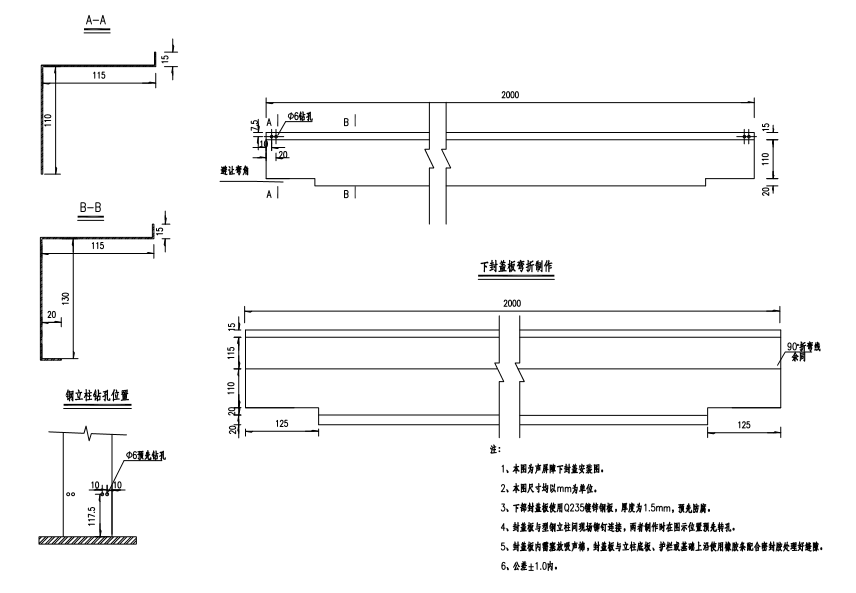 A-A
15
115
110
2000
A
Φ6钻孔
B
7.5
10
20
15
110
20
避让弯角
A
B
B-B
15
115
130
20
下封盖板弯折制作
2000
15
115
110
20
20
125
125
90°折弯线
余同
钢立柱钻孔位置
Φ6预先钻孔
10
10
117.5
注:
1、本图为声屏障下封盖安装图。
2、本图尺寸均以mm为单位。
3、下部封盖板使用Q235镀锌钢板，厚度为1.5mm，预先防腐。
4、封盖板与型钢立柱间现场铆钉连接，两者制作时在图示位置预先转孔。
5、封盖板内需塞放吸声棉，封盖板与立柱底板、护栏或基础上沿使用橡胶条配合密封胶处理好缝隙。
6、公差±1.0内。